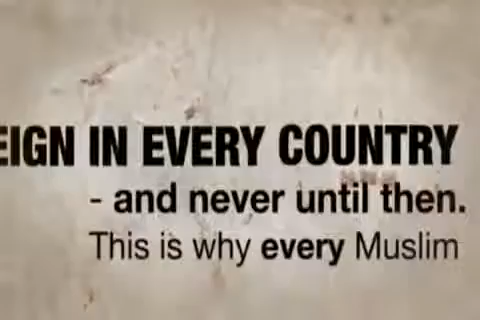 EIGN IN EVERY COUNTRY
- and never until then.
This is why every Muslim